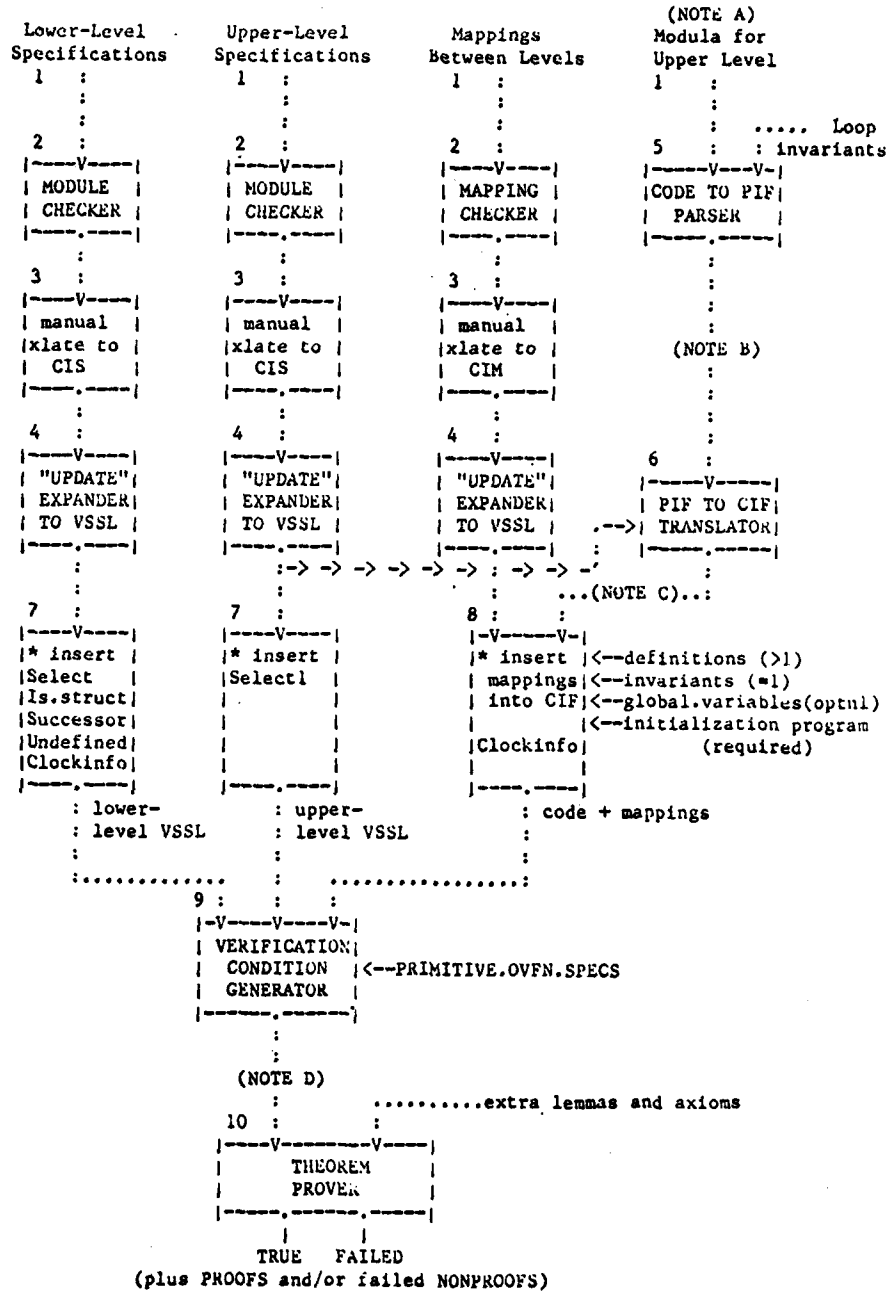 (NOTE A)
Lower-Level Upper-Level Mappings Modula for
Specifications Specifications Between Levels Upper Level
1 : 1 : 1 : 1 :
: : : :
: : : :
: : : : ..... Loop
2 : 2 : 2 : 5 : : invariants
|----V----| |----V----| |----V----| |----V---V-|
| MODULE | | MODULE | | MAPPING | |CODE TO PIF|
| CHECKER | | CHECKER | | CHECKER | | PARSER |
|----.----| |----.----| |----.----| |-----.-----|
: : : :
: : : :
3 : 3 : 3 : :
|----V----| |----V----| |----V----| :
| manual | | manual | | manual | :
|xlate to | |xlate to | |xlate to | (NOTE B)
| CIS | | CIS | | CIM | :
|----.----| |----.----| |----.----| :
: : : :
: : : :
4 : 4 : 4 : 6 :
|----V----| |----V----| |----V----| |-----V-----|
| "UPDATE"| | "UPDATE"| | "UPDATE"| | PIF TO CIF|
| EXPANDER| | EXPANDER| | EXPANDER| .-->| TRANSLATOR|
| TO VSSL | | TO VSSL | | TO VSSL | : |-----.-----|
|----.----| |----.----| |----.----| : :
: :-> -> -> -> -> -> -> : -> -> -' :
: : : ...(NOTE C)..:
7 : 7 : 8 : :
|----V----| |----V----| |-V-----V-|
|* insert | |* insert | |* insert |<--definitions (>1)
|Select | |Select1 | | mappings|<--invariants (=1)
|Is.struct| | | | into CIF|<--global.variables(optnl)
|Successor| | | | |<--initialization program
|Undefined| | | |Clockinfo| (required)
|Clockinfo| | | | |
|----.----| |----.----| |----.----|
: lower- : upper- : code + mappings
: level VSSL : level VSSL :
: : :
:............. : ...............:
9 : : :
|-V----V----V-|
| VERIFICATION|
| CONDITION |<--PRIMITIVE.OVFN.SPECS
| GENERATOR |
|------.------|
:
:
(NOTE D)
: ..........extra lemmas and axioms
10 : :
|----V--------V----|
| THEOREM |
| PROVER |
|-----.------.-----|
| |
TRUE FAILED
(plus PROOFS and/or failed NONPROOFS)